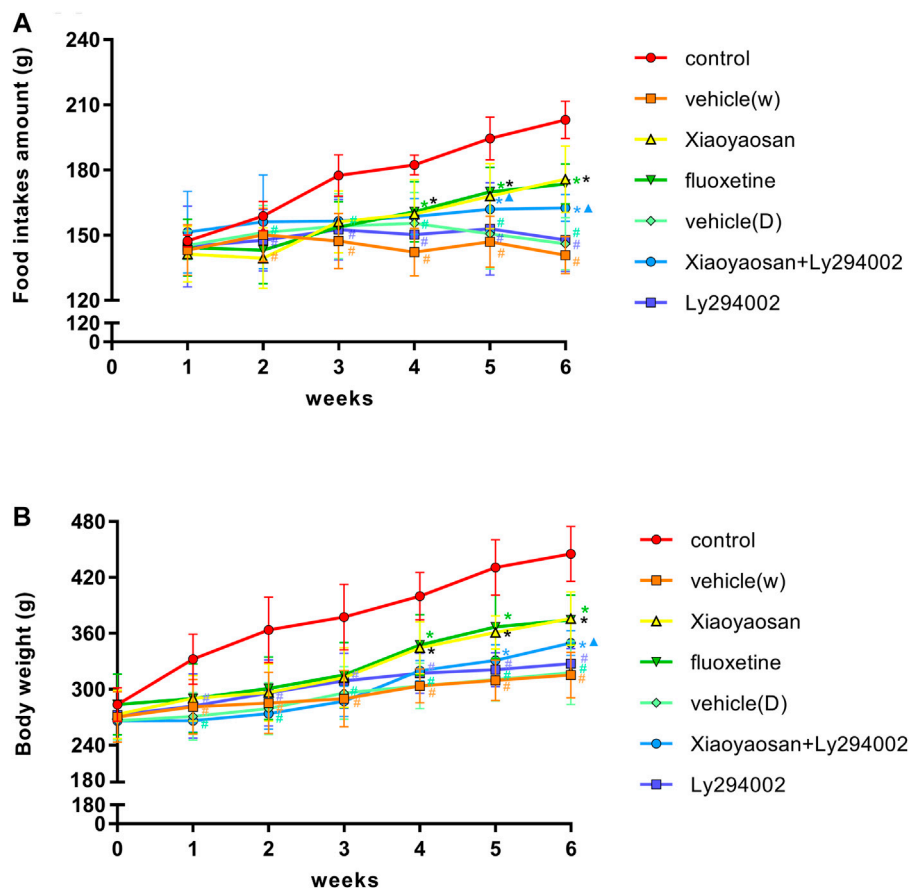 A
Food intakes amount (g)
240
210
180
150
120
120
0
0 1 2 3 4 5 6
weeks
# # # # # # # # # # # # # # #
* * * * * ▲ * * * ▲
control
vehicle(w)
Xiaoyaosan
fluoxetine
vehicle(D)
Xiaoyaosan+Ly294002
Ly294002
B
Body weight (g)
480
420
360
300
240
180
180
0
0 1 2 3 4 5 6
weeks
# # # # # # # # # # # # # # # # # #
* * * * * * * * ▲
control
vehicle(w)
Xiaoyaosan
fluoxetine
vehicle(D)
Xiaoyaosan+Ly294002
Ly294002